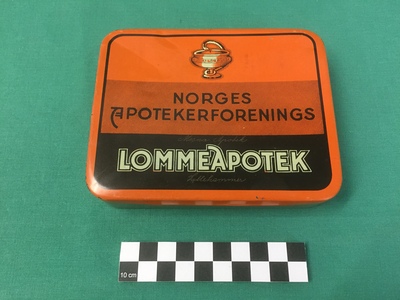 NORGES
APOTEKERFORENINGS
LOMMEAPOTEK
10 cm